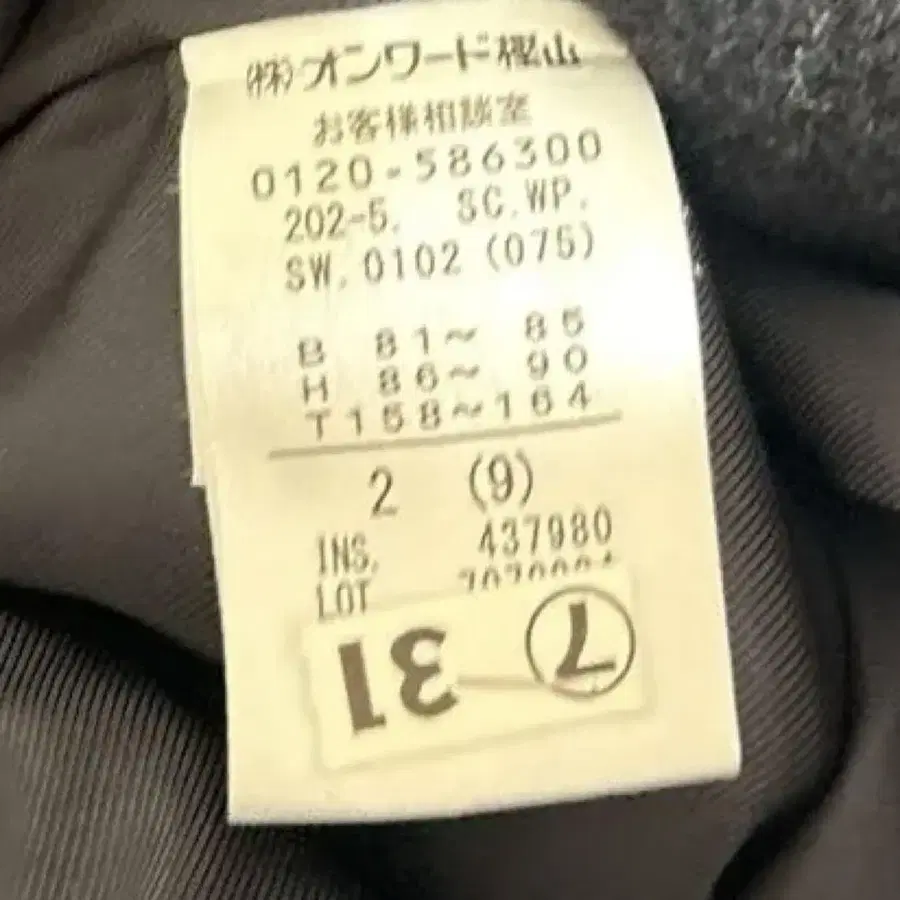 (株)オンワード樫山
お客様相談室
0120-586300
202-5. SC.WP.
SW.0102 (075)
B 81～ 85
H 86～ 90
T158～164
2 (9)
INS. 437980
LOT
⑦ 31